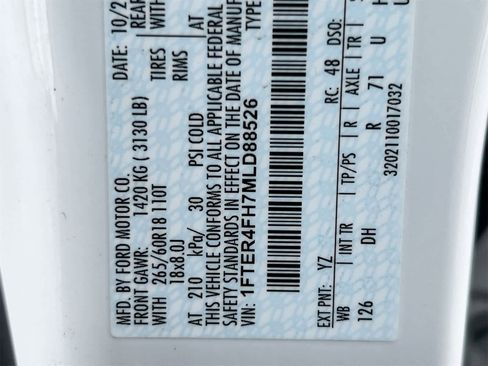 MFD. BY FORD MOTOR CO. DATE: 10/2
FRONT GAWR: REAR
1420 KG ( 3130 LB)
WITH 265/60R18 110T TIRES WITH
18x8.0J RIMS
AT 210 kPa/ 30 PSI COLD AT
THIS VEHICLE CONFORMS TO ALL APPLICABLE FEDERAL
SAFETY STANDARDS IN EFFECT ON THE DATE OF MANUF
1FTER4FH7MLD88526 TYPE
EXT PNT: YZ RC: 48 DSO:
WB INT TR TP/PS R AXLE TR S
126 DH R 71 U H
3202110017032 U